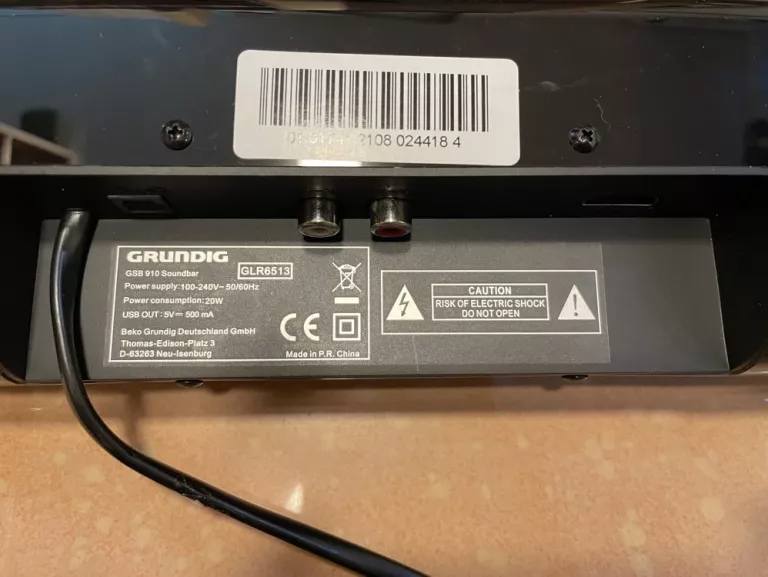 2108 024418 4
GRUNDIG
GSB 910 Soundbar
GLR6513
Power supply:100-240V~ 50/60Hz
Power consumption:20W
USB OUT: 5V⎓ 500 mA
Beko Grundig Deutschland GmbH
Thomas-Edison-Platz 3
D-63263 Neu-Isenburg
CE
Made in P.R. China
CAUTION
RISK OF ELECTRIC SHOCK
DO NOT OPEN